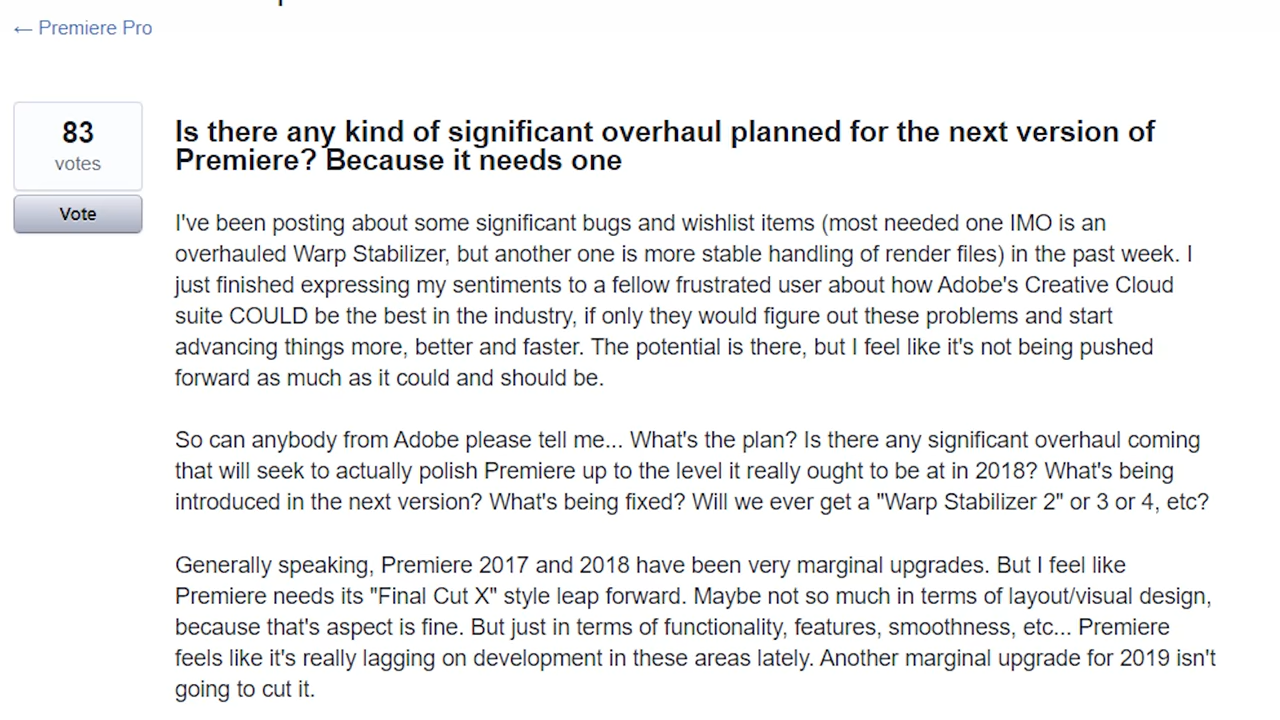 ← Premiere Pro
83
votes
Vote
Is there any kind of significant overhaul planned for the next version of
Premiere? Because it needs one
I've been posting about some significant bugs and wishlist items (most needed one IMO is an
overhauled Warp Stabilizer, but another one is more stable handling of render files) in the past week. I
just finished expressing my sentiments to a fellow frustrated user about how Adobe's Creative Cloud
suite COULD be the best in the industry, if only they would figure out these problems and start
advancing things more, better and faster. The potential is there, but I feel like it's not being pushed
forward as much as it could and should be.
So can anybody from Adobe please tell me... What's the plan? Is there any significant overhaul coming
that will seek to actually polish Premiere up to the level it really ought to be at in 2018? What's being
introduced in the next version? What's being fixed? Will we ever get a "Warp Stabilizer 2" or 3 or 4, etc?
Generally speaking, Premiere 2017 and 2018 have been very marginal upgrades. But I feel like
Premiere needs its "Final Cut X" style leap forward. Maybe not so much in terms of layout/visual design,
because that's aspect is fine. But just in terms of functionality, features, smoothness, etc... Premiere
feels like it's really lagging on development in these areas lately. Another marginal upgrade for 2019 isn't
going to cut it.